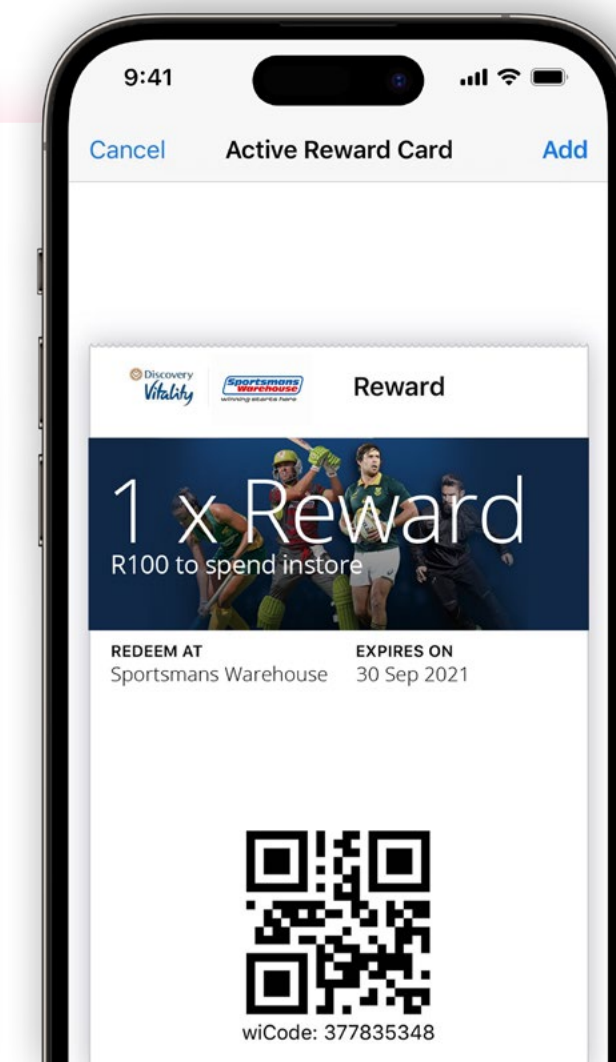 9:41
Cancel Active Reward Card Add
Discovery
Vitality
Sportsmans
Warehouse
winning starts here
Reward
1 x Reward
R100 to spend instore
REDEEM AT EXPIRES ON
Sportsmans Warehouse 30 Sep 2021
wiCode: 377835348